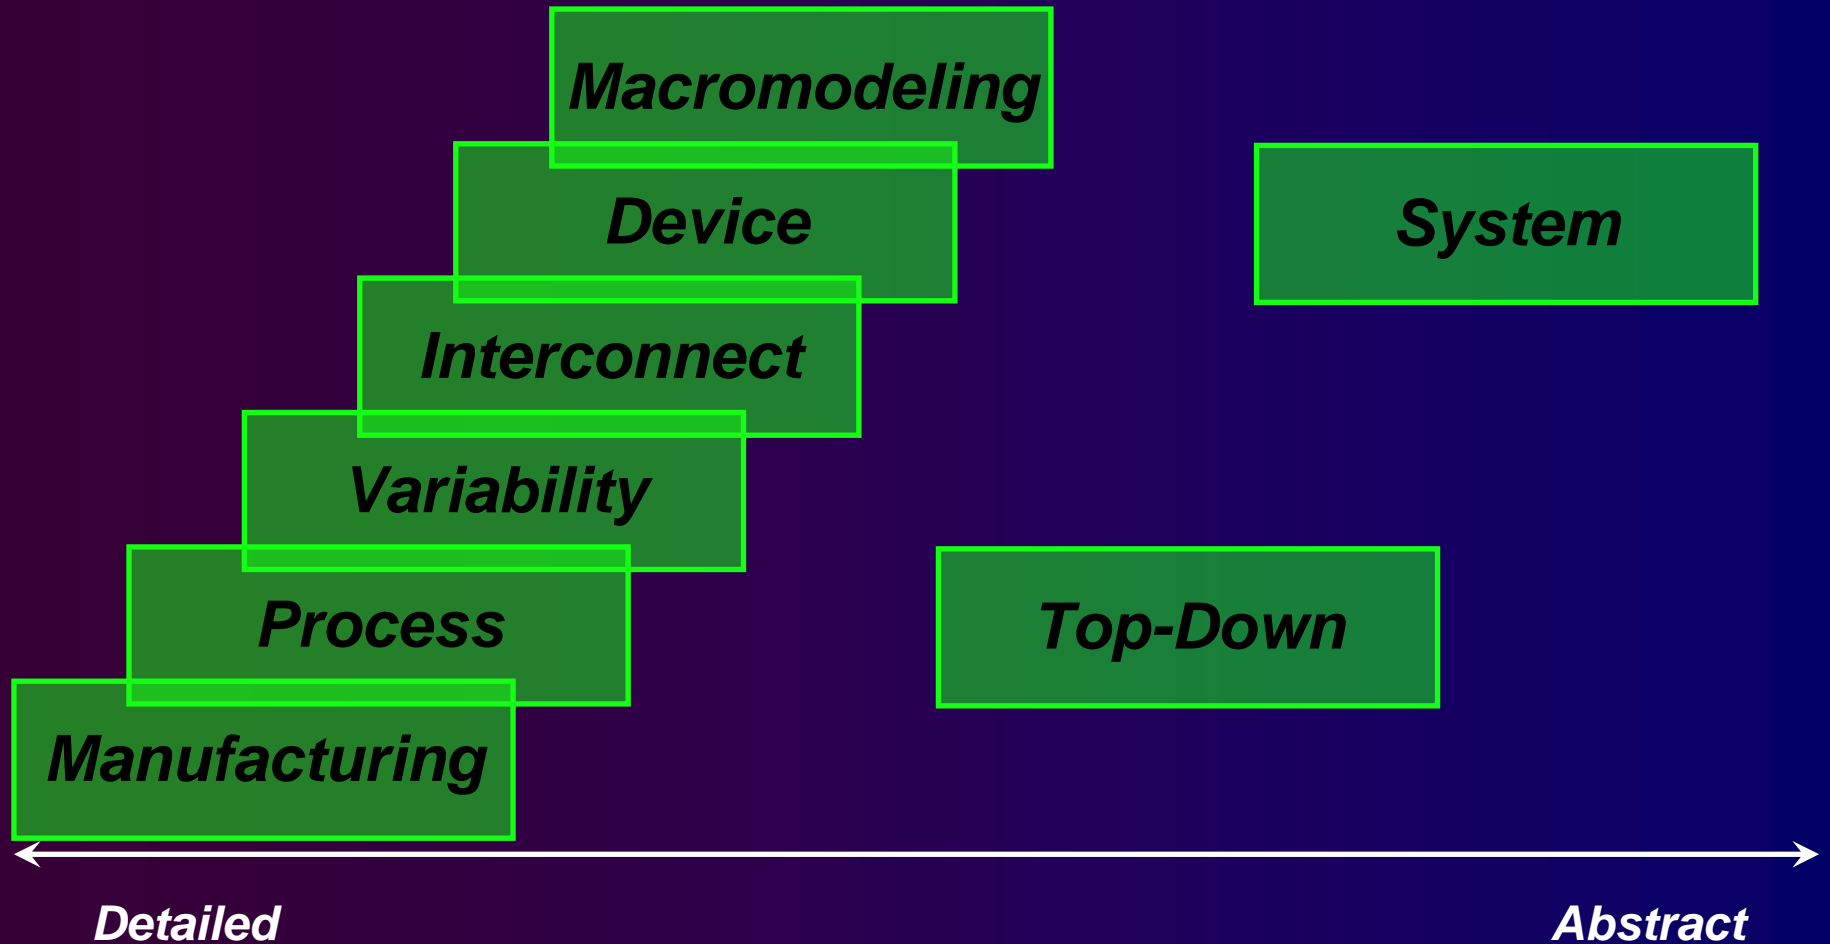 Macromodeling
Device
System
Interconnect
Variability
Process
Top-Down
Manufacturing
Detailed
Abstract